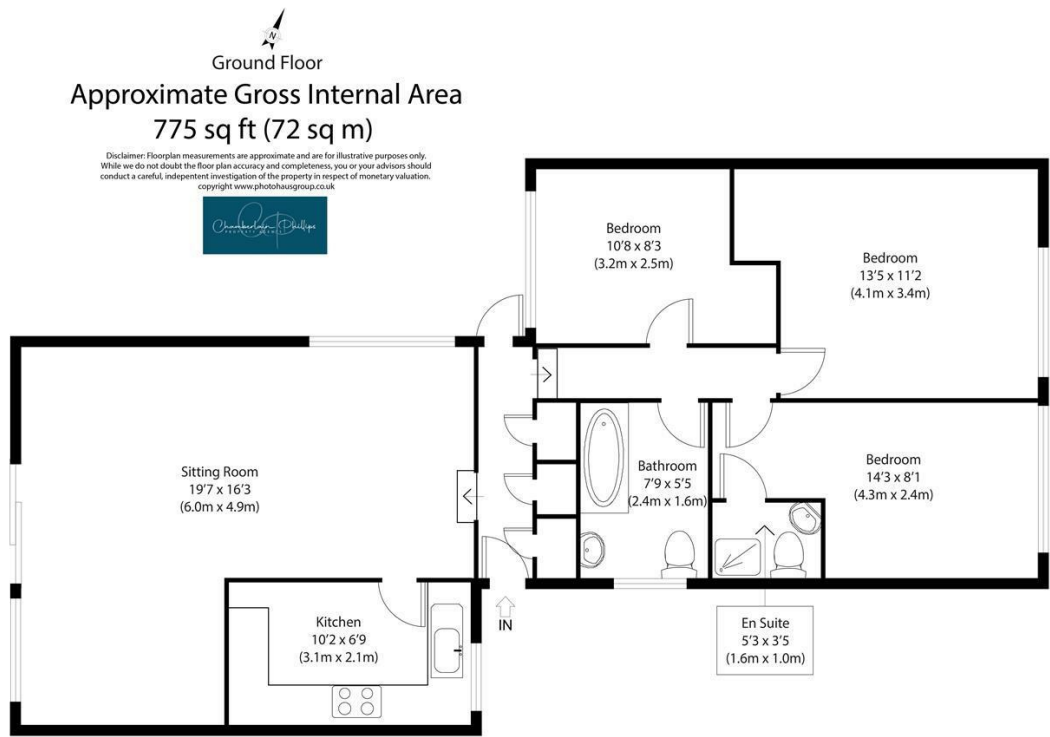 N
Ground Floor
Approximate Gross Internal Area
775 sq ft (72 sq m)
Disclaimer: Floorplan measurements are approximate and are for illustrative purposes only.
While we do not doubt the floor plan accuracy and completeness, you or your advisors should
conduct a careful, indepentent investigation of the property in respect of monetary valuation.
copyright www.photohausgroup.co.uk
Chamberlain Phillips
PROPERTY AGENCY
Bedroom
10'8 x 8'3
(3.2m x 2.5m)
Bedroom
13'5 x 11'2
(4.1m x 3.4m)
Sitting Room
19'7 x 16'3
(6.0m x 4.9m)
Bathroom
7'9 x 5'5
(2.4m x 1.6m)
Bedroom
14'3 x 8'1
(4.3m x 2.4m)
Kitchen
10'2 x 6'9
(3.1m x 2.1m)
IN
En Suite
5'3 x 3'5
(1.6m x 1.0m)